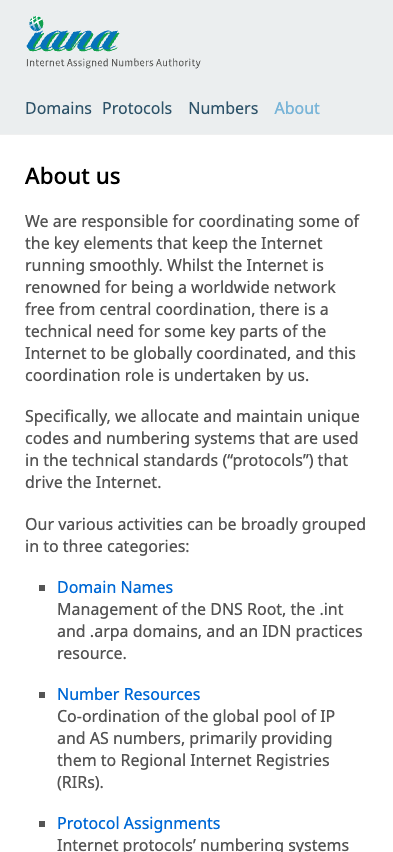 iana
Internet Assigned Numbers Authority
Domains Protocols Numbers About
About us
We are responsible for coordinating some of
the key elements that keep the Internet
running smoothly. Whilst the Internet is
renowned for being a worldwide network
free from central coordination, there is a
technical need for some key parts of the
Internet to be globally coordinated, and this
coordination role is undertaken by us.
Specifically, we allocate and maintain unique
codes and numbering systems that are used
in the technical standards (“protocols”) that
drive the Internet.
Our various activities can be broadly grouped
in to three categories:
Domain Names
Management of the DNS Root, the .int
and .arpa domains, and an IDN practices
resource.
Number Resources
Co-ordination of the global pool of IP
and AS numbers, primarily providing
them to Regional Internet Registries
(RIRs).
Protocol Assignments
Internet protocols’ numbering systems